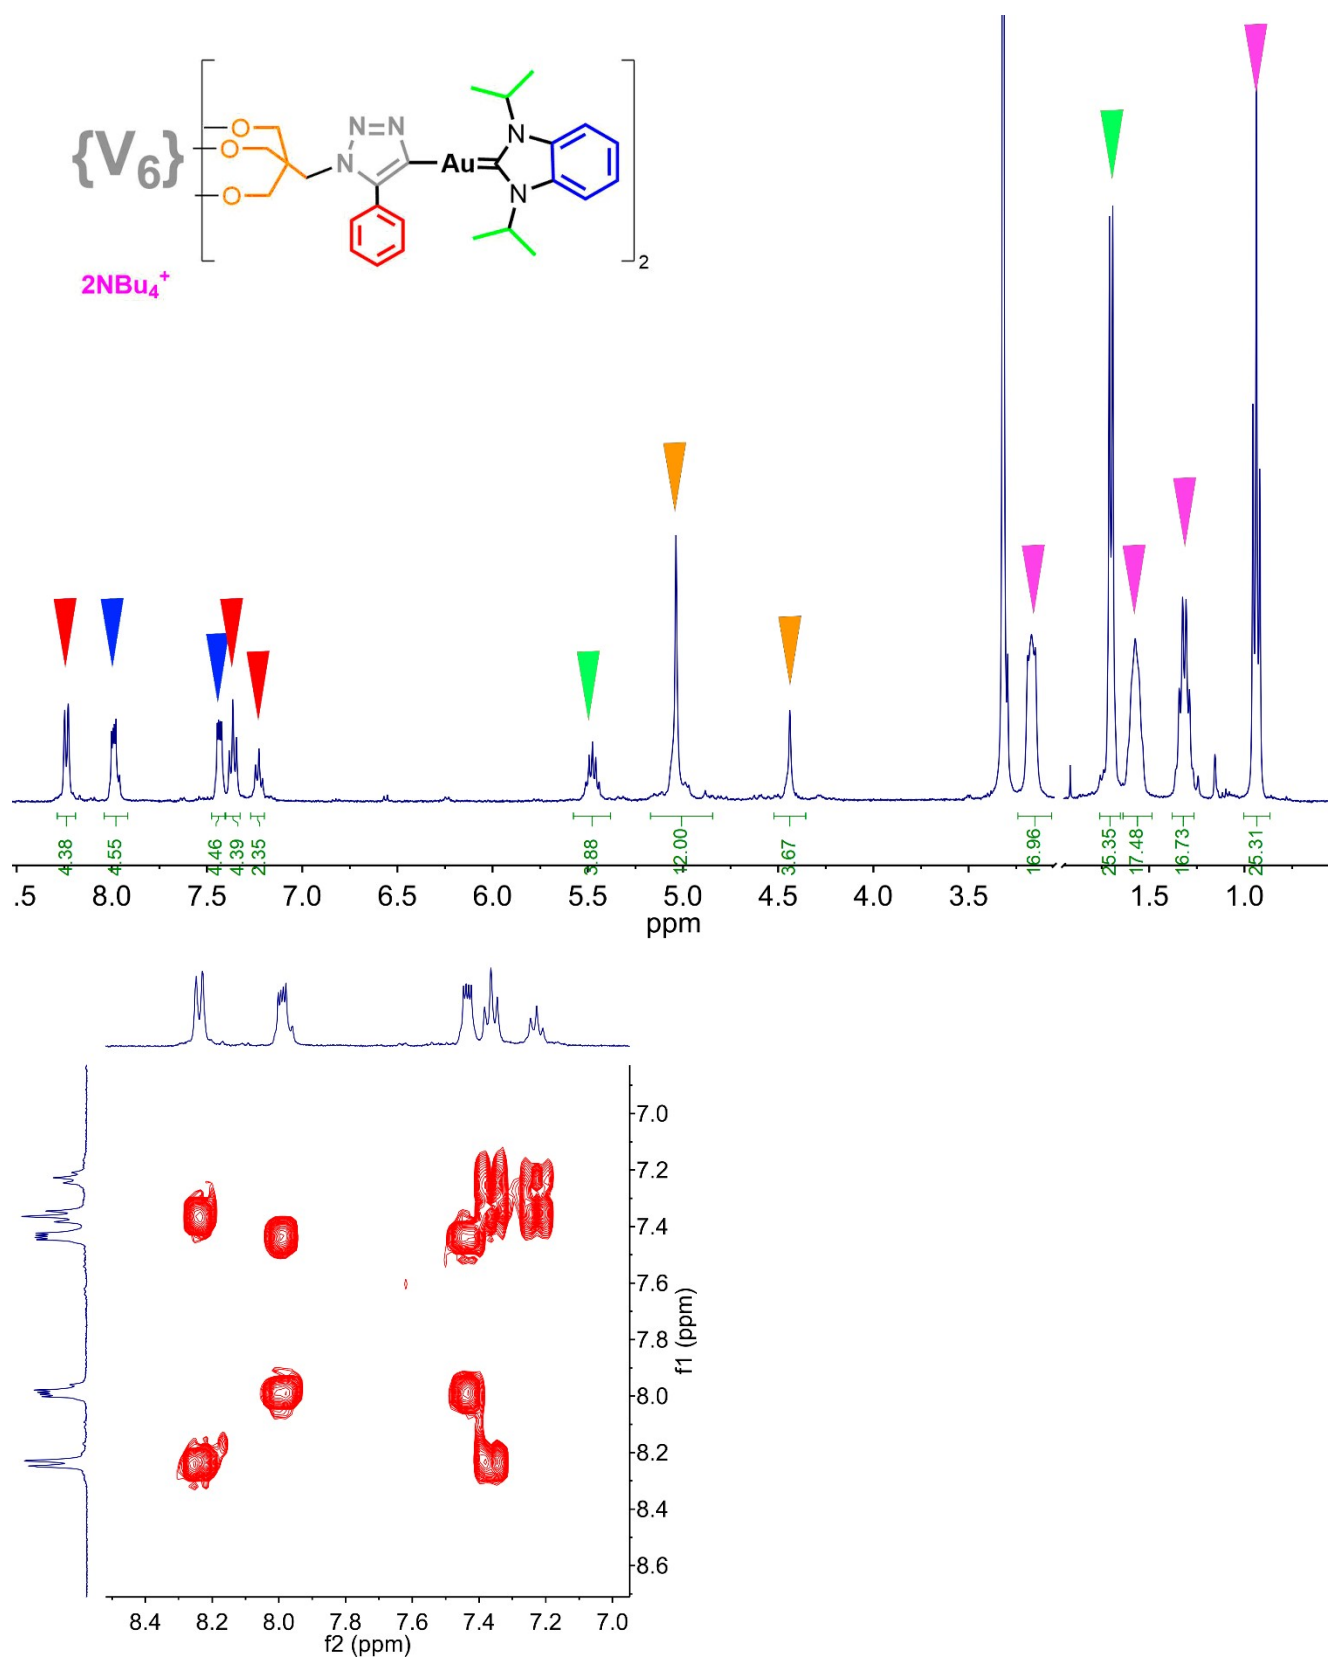 N=N
{V6}
O
O
O
N
Au
N
N
2
2NBu4+
4.38 4.55 4.46 4.39 2.35 3.88 12.00 3.67 16.96 25.35 17.48 16.73 25.31
.5 8.0 7.5 7.0 6.5 6.0 5.5 5.0 4.5 4.0 3.5 1.5 1.0
ppm
7.0
7.2
7.4
7.6
7.8
8.0
8.2
8.4
8.6
f1 (ppm)
8.4 8.2 8.0 7.8 7.6 7.4 7.2 7.0
f2 (ppm)